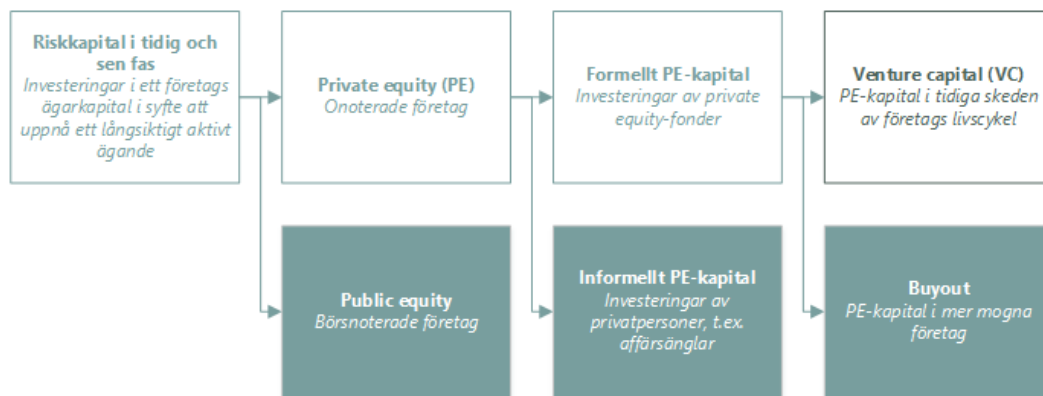 Riskkapital i tidig och
sen fas
Investeringar i ett företags
ägarkapital i syfte att
uppnå ett långsiktigt aktivt
ägande
Private equity (PE)
Onoterade företag
Formellt PE-kapital
Investeringar av private
equity-fonder
Venture capital (VC)
PE-kapital i tidiga skeden
av företags livscykel
Public equity
Börsnoterade företag
Informellt PE-kapital
Investeringar av
privatpersoner, t.ex.
affärsänglar
Buyout
PE-kapital i mer mogna
företag